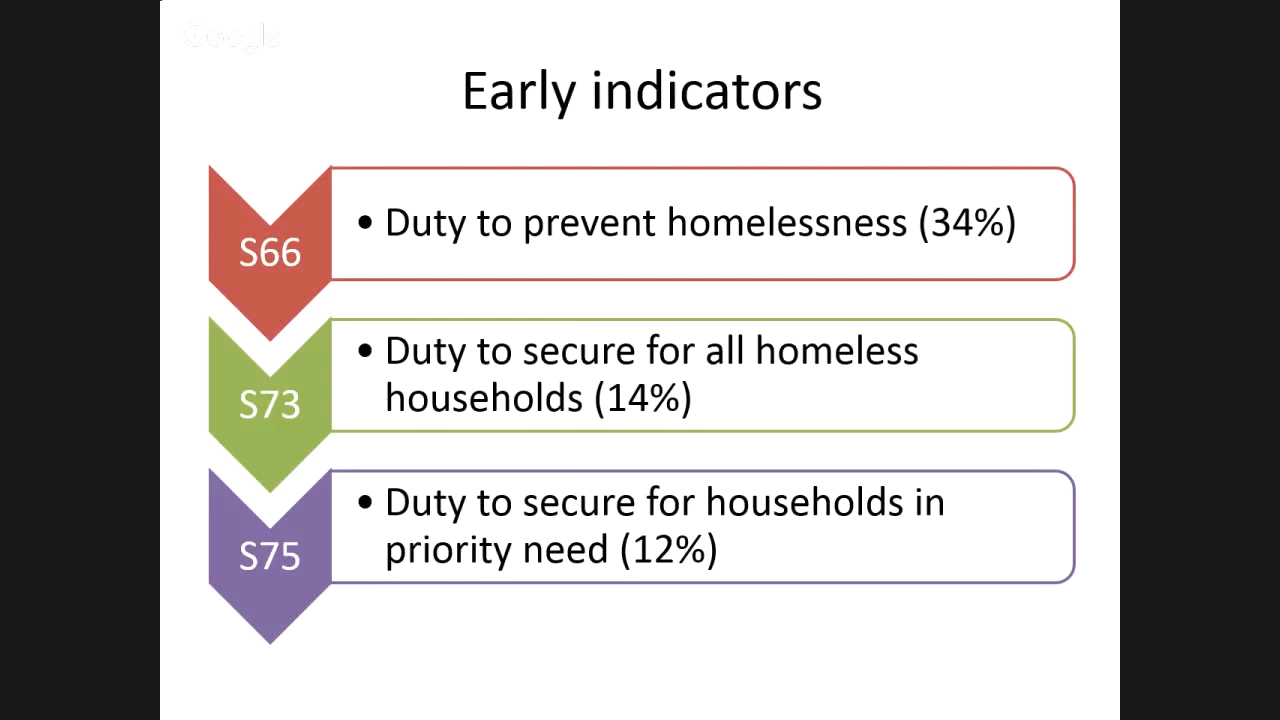 Google
Early indicators
S66
• Duty to prevent homelessness (34%)
S73
• Duty to secure for all homeless
households (14%)
S75
• Duty to secure for households in
priority need (12%)